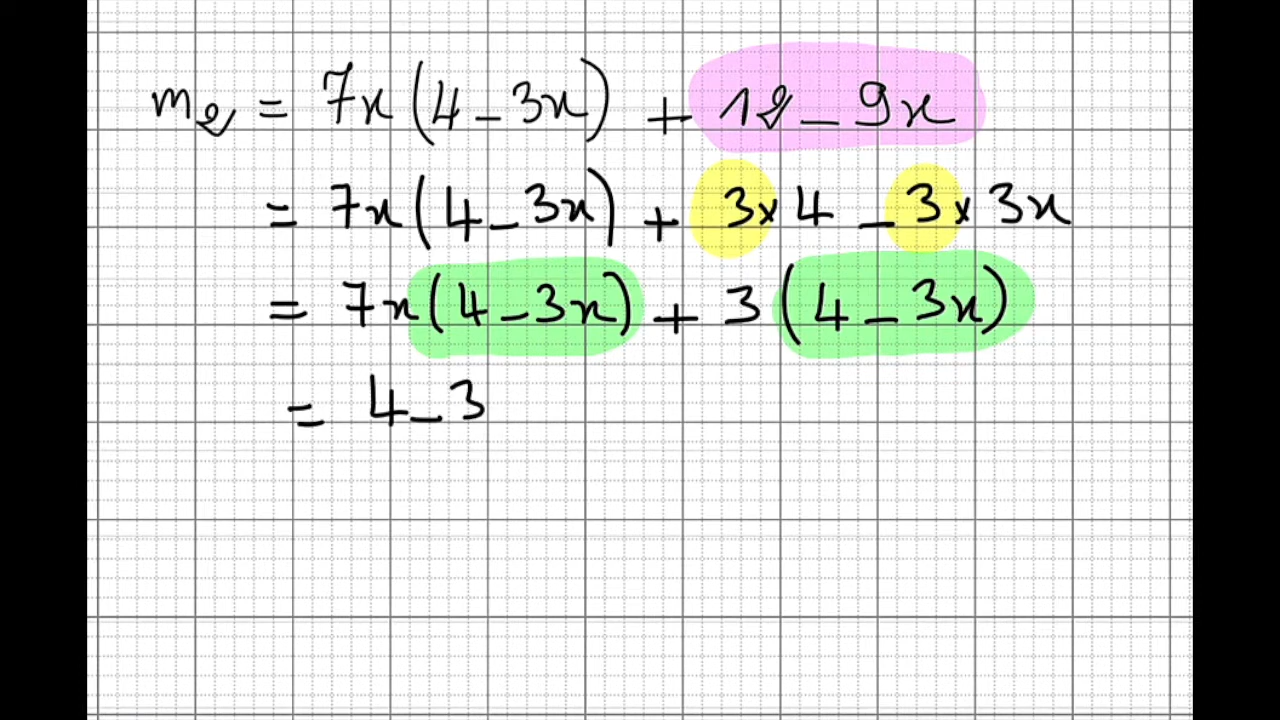 m₂ = 7x(4-3x) + 12-9x
= 7x(4-3x) + 3×4-3×3x
= 7x(4-3x) + 3(4-3x)
= 4-3